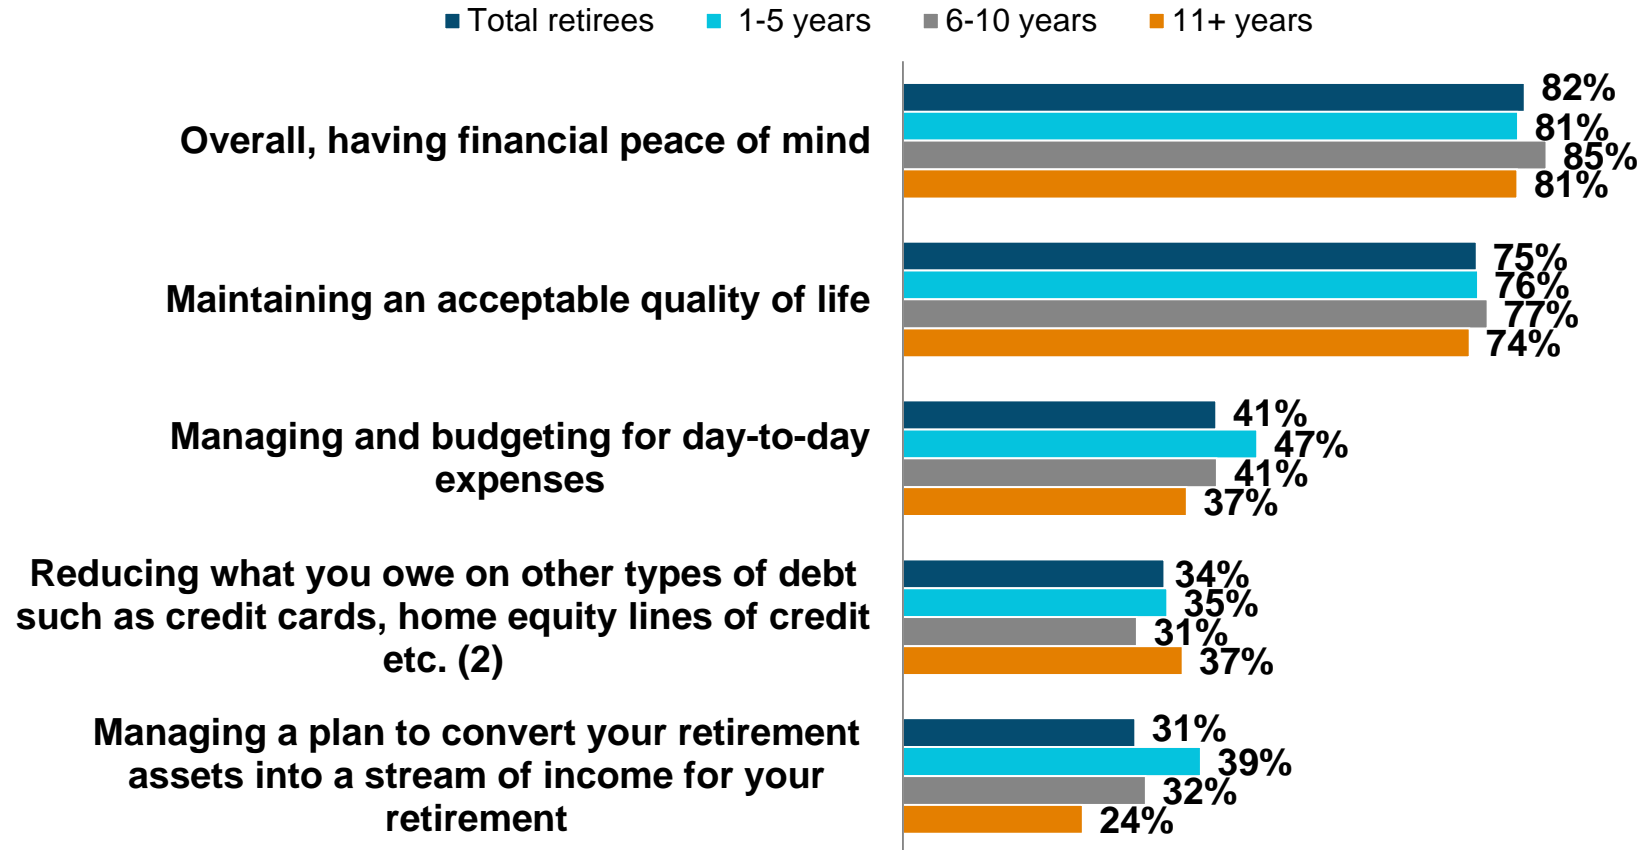 Total retirees 1-5 years 6-10 years 11+ years
Overall, having financial peace of mind
82%
81%
85%
81%
Maintaining an acceptable quality of life
75%
76%
77%
74%
Managing and budgeting for day-to-day
expenses
41%
47%
41%
37%
Reducing what you owe on other types of debt
such as credit cards, home equity lines of credit
etc. (2)
34%
35%
31%
37%
Managing a plan to convert your retirement
assets into a stream of income for your
retirement
31%
39%
32%
24%